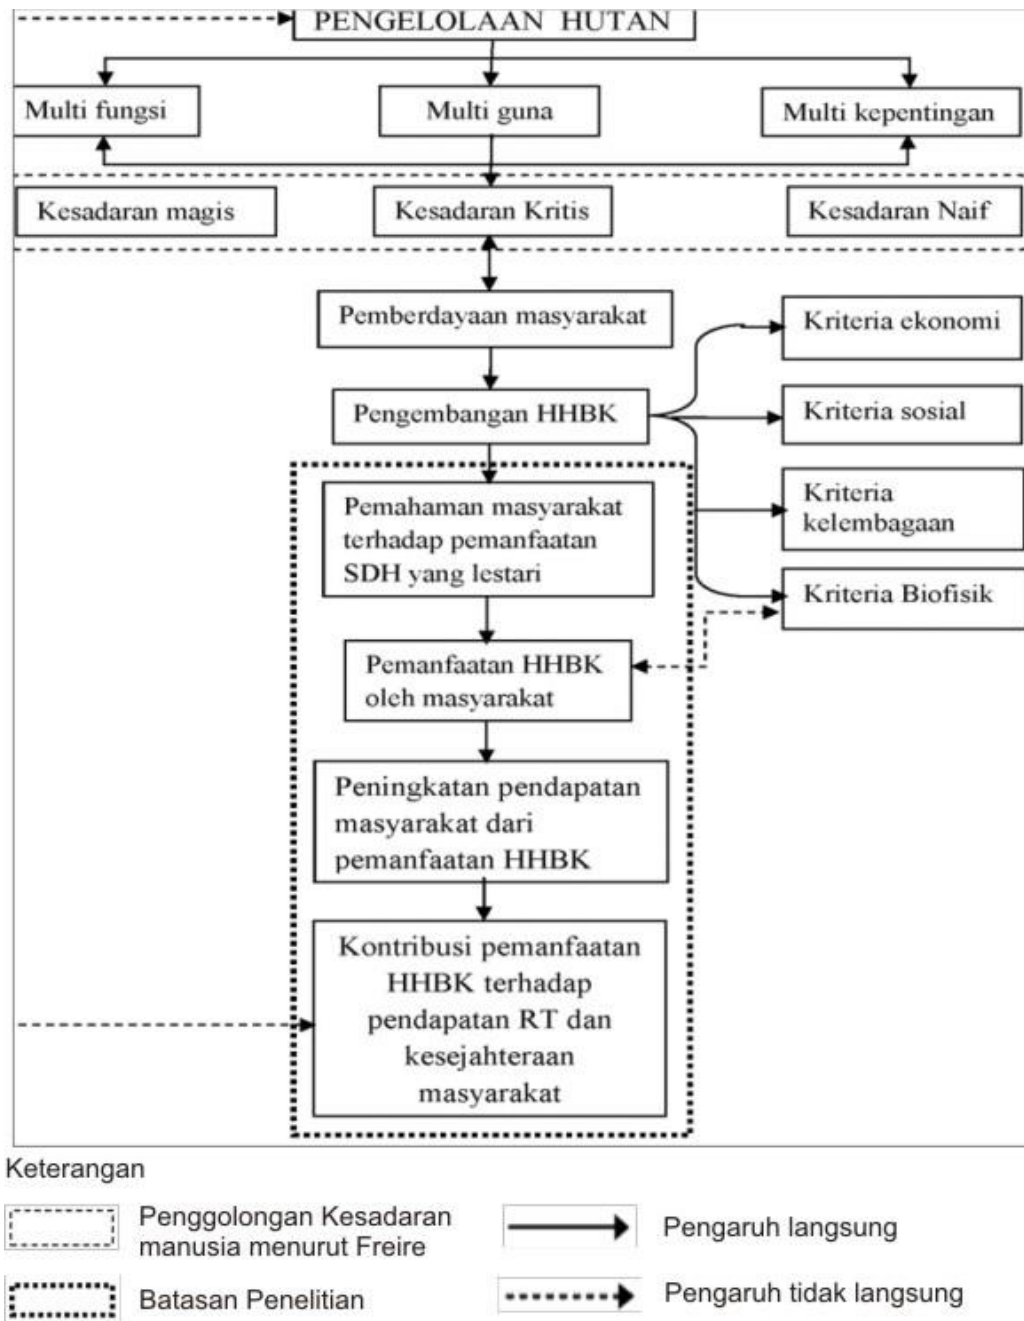 PENGELOLAAN HUTAN
Multi fungsi
Multi guna
Multi kepentingan
Kesadaran magis
Kesadaran Kritis
Kesadaran Naif
Pemberdayaan masyarakat
Kriteria ekonomi
Pengembangan HHBK
Kriteria sosial
Pemahaman masyarakat
terhadap pemanfaatan
SDH yang lestari
Kriteria
kelembagaan
Kriteria Biofisik
Pemanfaatan HHBK
oleh masyarakat
Peningkatan pendapatan
masyarakat dari
pemanfaatan HHBK
Kontribusi pemanfaatan
HHBK terhadap
pendapatan RT dan
kesejahteraan
masyarakat
Keterangan
Penggolongan Kesadaran
manusia menurut Freire
Pengaruh langsung
Batasan Penelitian
Pengaruh tidak langsung